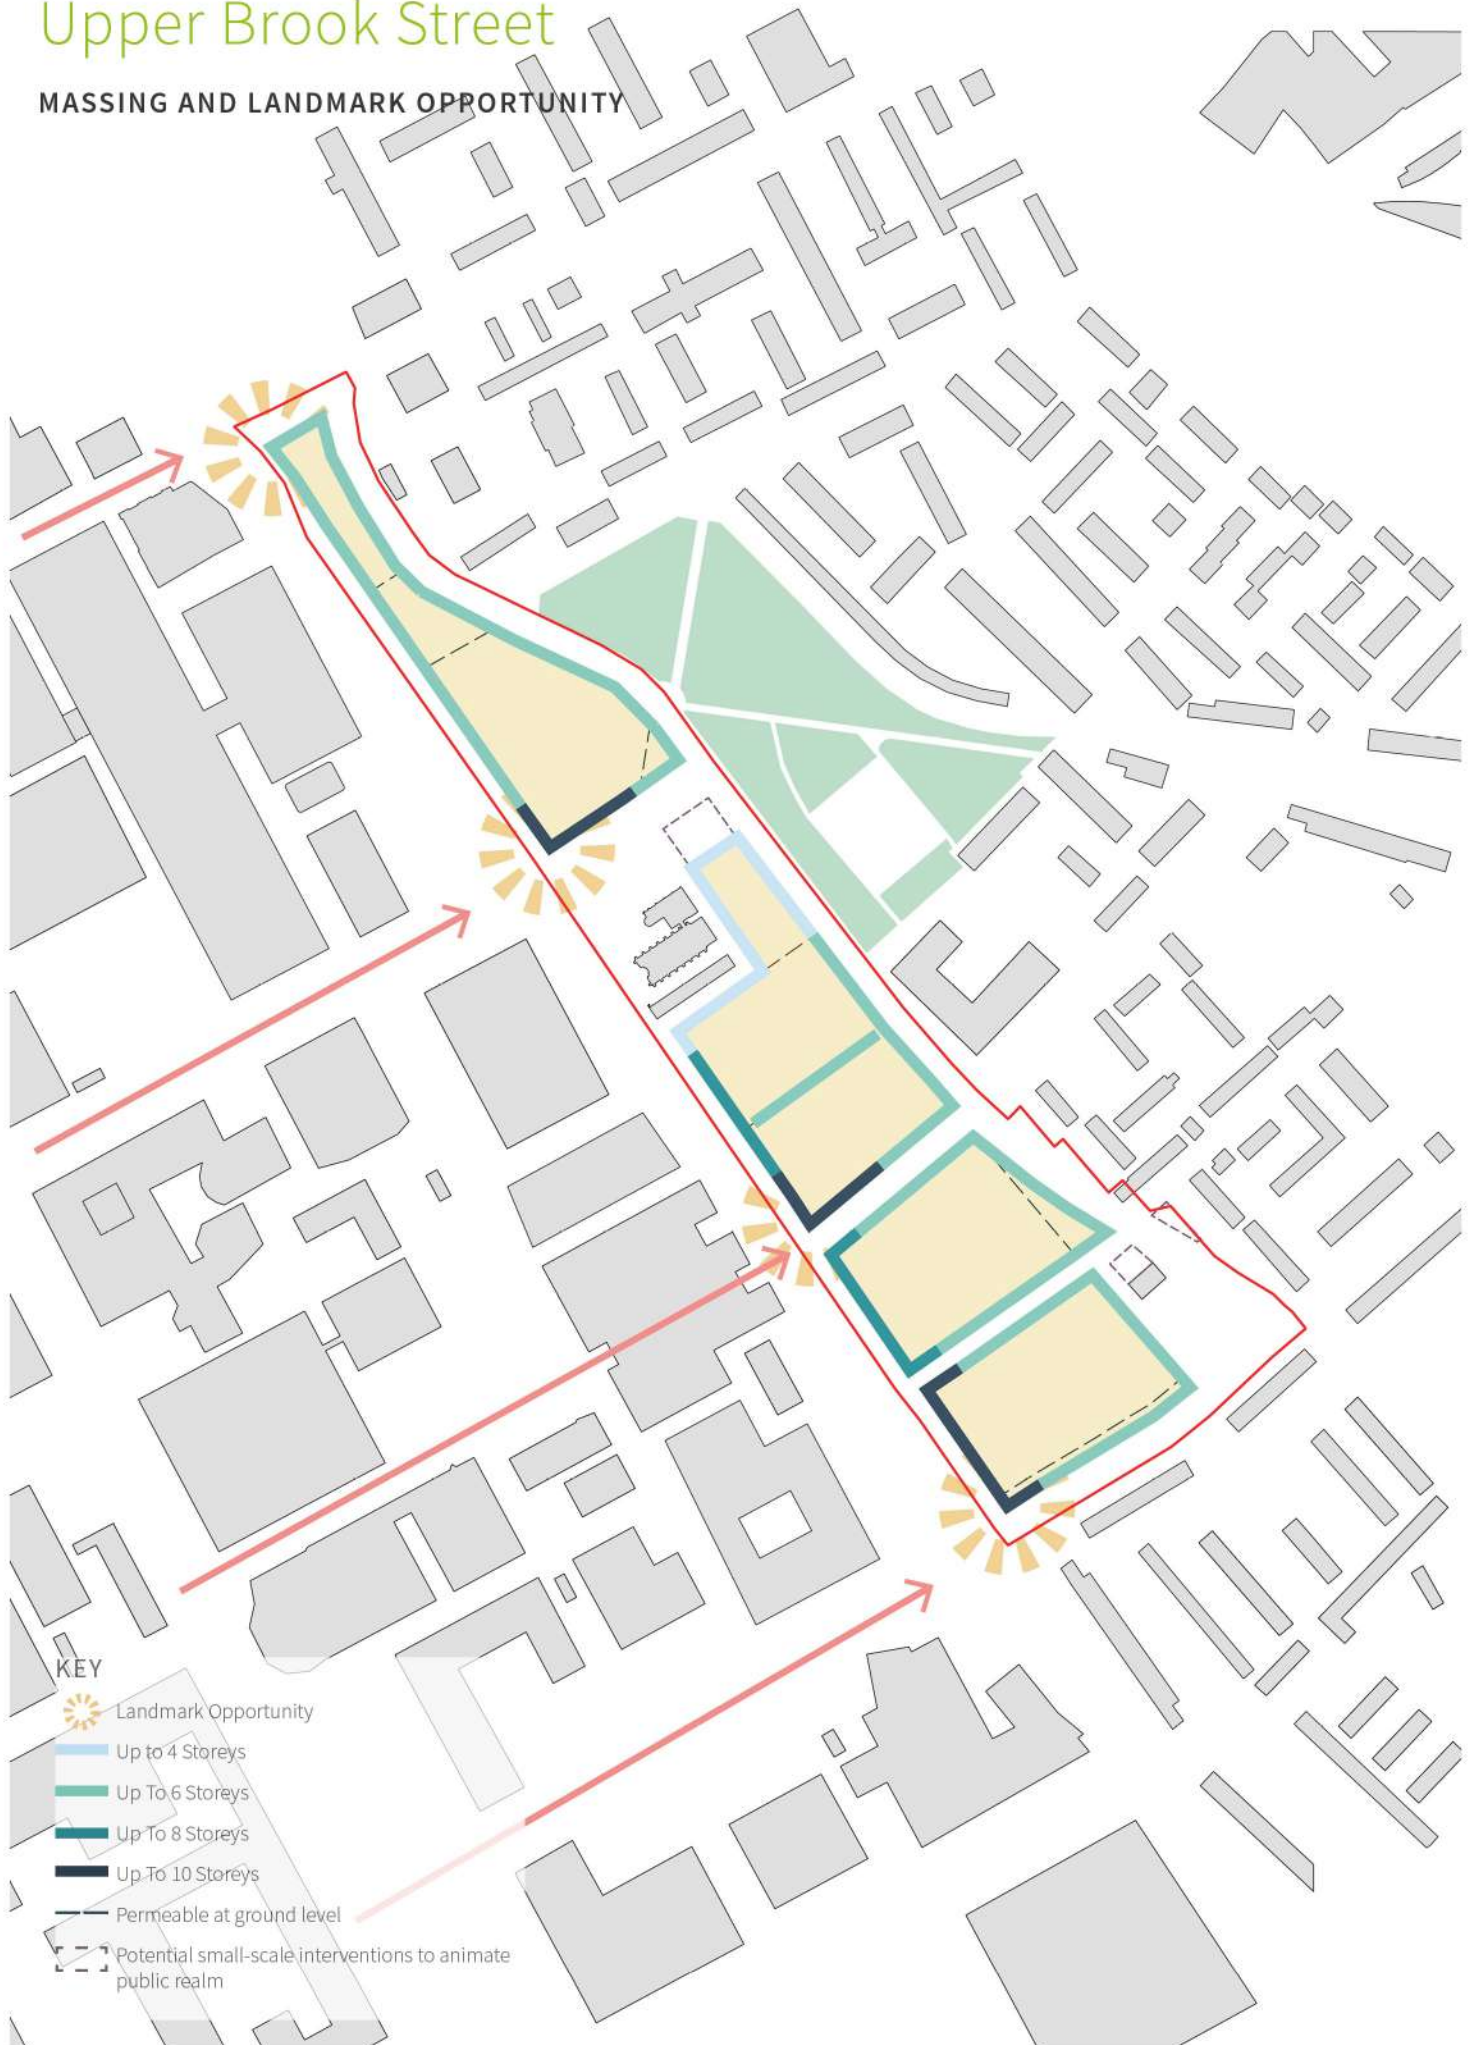 Upper Brook Street
MASSING AND LANDMARK OPPORTUNITY
KEY
Landmark Opportunity
Up to 4 Storeys
Up To 6 Storeys
Up To 8 Storeys
Up To 10 Storeys
Permeable at ground level
Potential small-scale interventions to animate
public realm